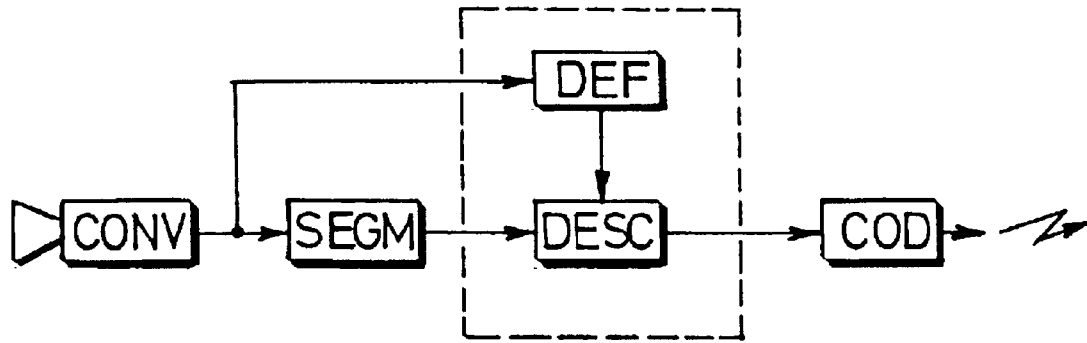 DEF
CONV
SEGM
DESC
COD